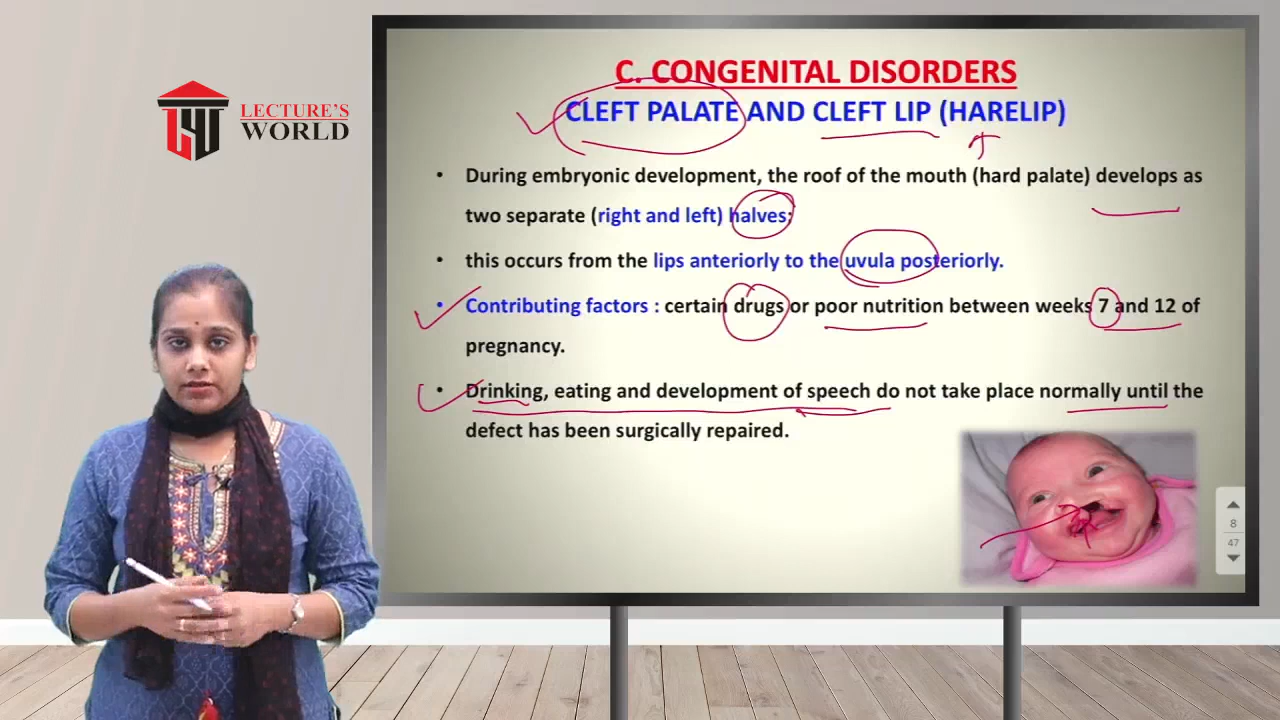 LECTURE'S
WORLD
C. CONGENITAL DISORDERS
CLEFT PALATE AND CLEFT LIP (HARELIP)
• During embryonic development, the roof of the mouth (hard palate) develops as
two separate (right and left) halves;
• this occurs from the lips anteriorly to the uvula posteriorly.
• Contributing factors : certain drugs or poor nutrition between weeks 7 and 12 of
pregnancy.
• Drinking, eating and development of speech do not take place normally until the
defect has been surgically repaired.
8
47